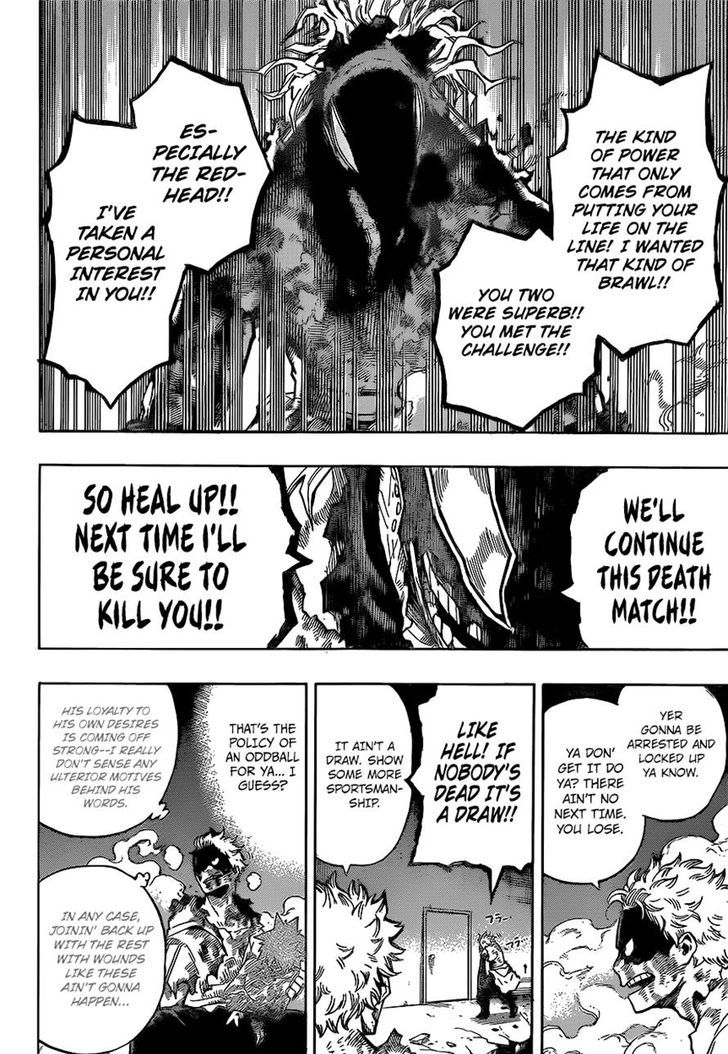 THE KIND
OF POWER
THAT ONLY
COMES FROM
PUTTING YOUR
LIFE ON THE
LINE! I WANTED
THAT KIND OF
BRAWL!!
YOU TWO
WERE SUPERB!!
YOU MET THE
CHALLENGE!!
ES-
PECIALLY
THE RED-
HEAD!!
I'VE
TAKEN A
PERSONAL
INTEREST
IN YOU!!
WE'LL
CONTINUE
THIS DEATH
MATCH!!
SO HEAL UP!!
NEXT TIME I'LL
BE SURE TO
KILL YOU!!
YER
GONNA BE
ARRESTED AND
LOCKED UP
YA KNOW.
YA DON'
GET IT DO
YA? THERE
AIN'T NO
NEXT TIME.
YOU LOSE.
LIKE
HELL! IF
NOBODY'S
DEAD IT'S
A DRAW!!
IT AIN'T A
DRAW. SHOW
SOME MORE
SPORTSMAN-
SHIP.
フラー
フラー
THAT'S THE
POLICY OF
AN ODDBALL
FOR YA... I
GUESS?
HIS LOYALTY TO
HIS OWN DESIRES
IS COMING OFF
STRONG--I REALLY
DON'T SENSE ANY
ULTERIOR MOTIVES
BEHIND HIS
WORDS.
IN ANY CASE,
JOININ' BACK UP
WITH THE REST
WITH WOUNDS
LIKE THESE
AIN'T GONNA
HAPPEN...